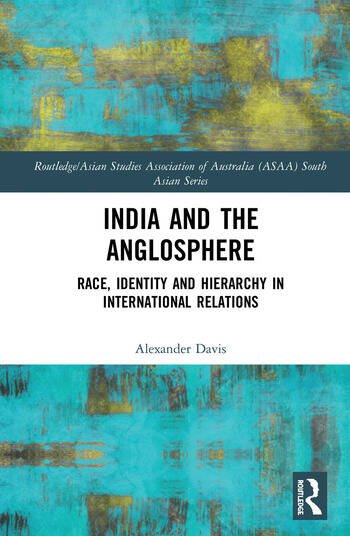 Routledge/Asian Studies Association of Australia (ASAA) South
Asian Series
INDIA AND THE
ANGLOSPHERE
RACE, IDENTITY AND HIERARCHY IN
INTERNATIONAL RELATIONS
Alexander Davis
ROUTLEDGE